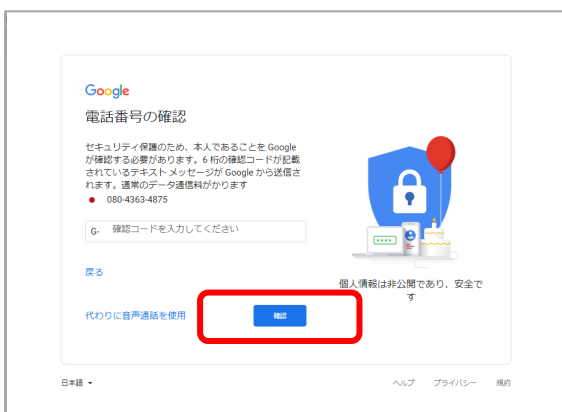 Google
電話番号の確認
セキュリティ保護のため、本人であることを Google
が確認する必要があります。6 桁の確認コードが記載
されているテキスト メッセージが Google から送信さ
れます。通常のデータ通信料がかかります
080-4363-4875
G- 確認コードを入力してください
戻る
個人情報は非公開であり、安全で
す
代わりに音声通話を使用
確認
日本語
ヘルプ プライバシー 規約